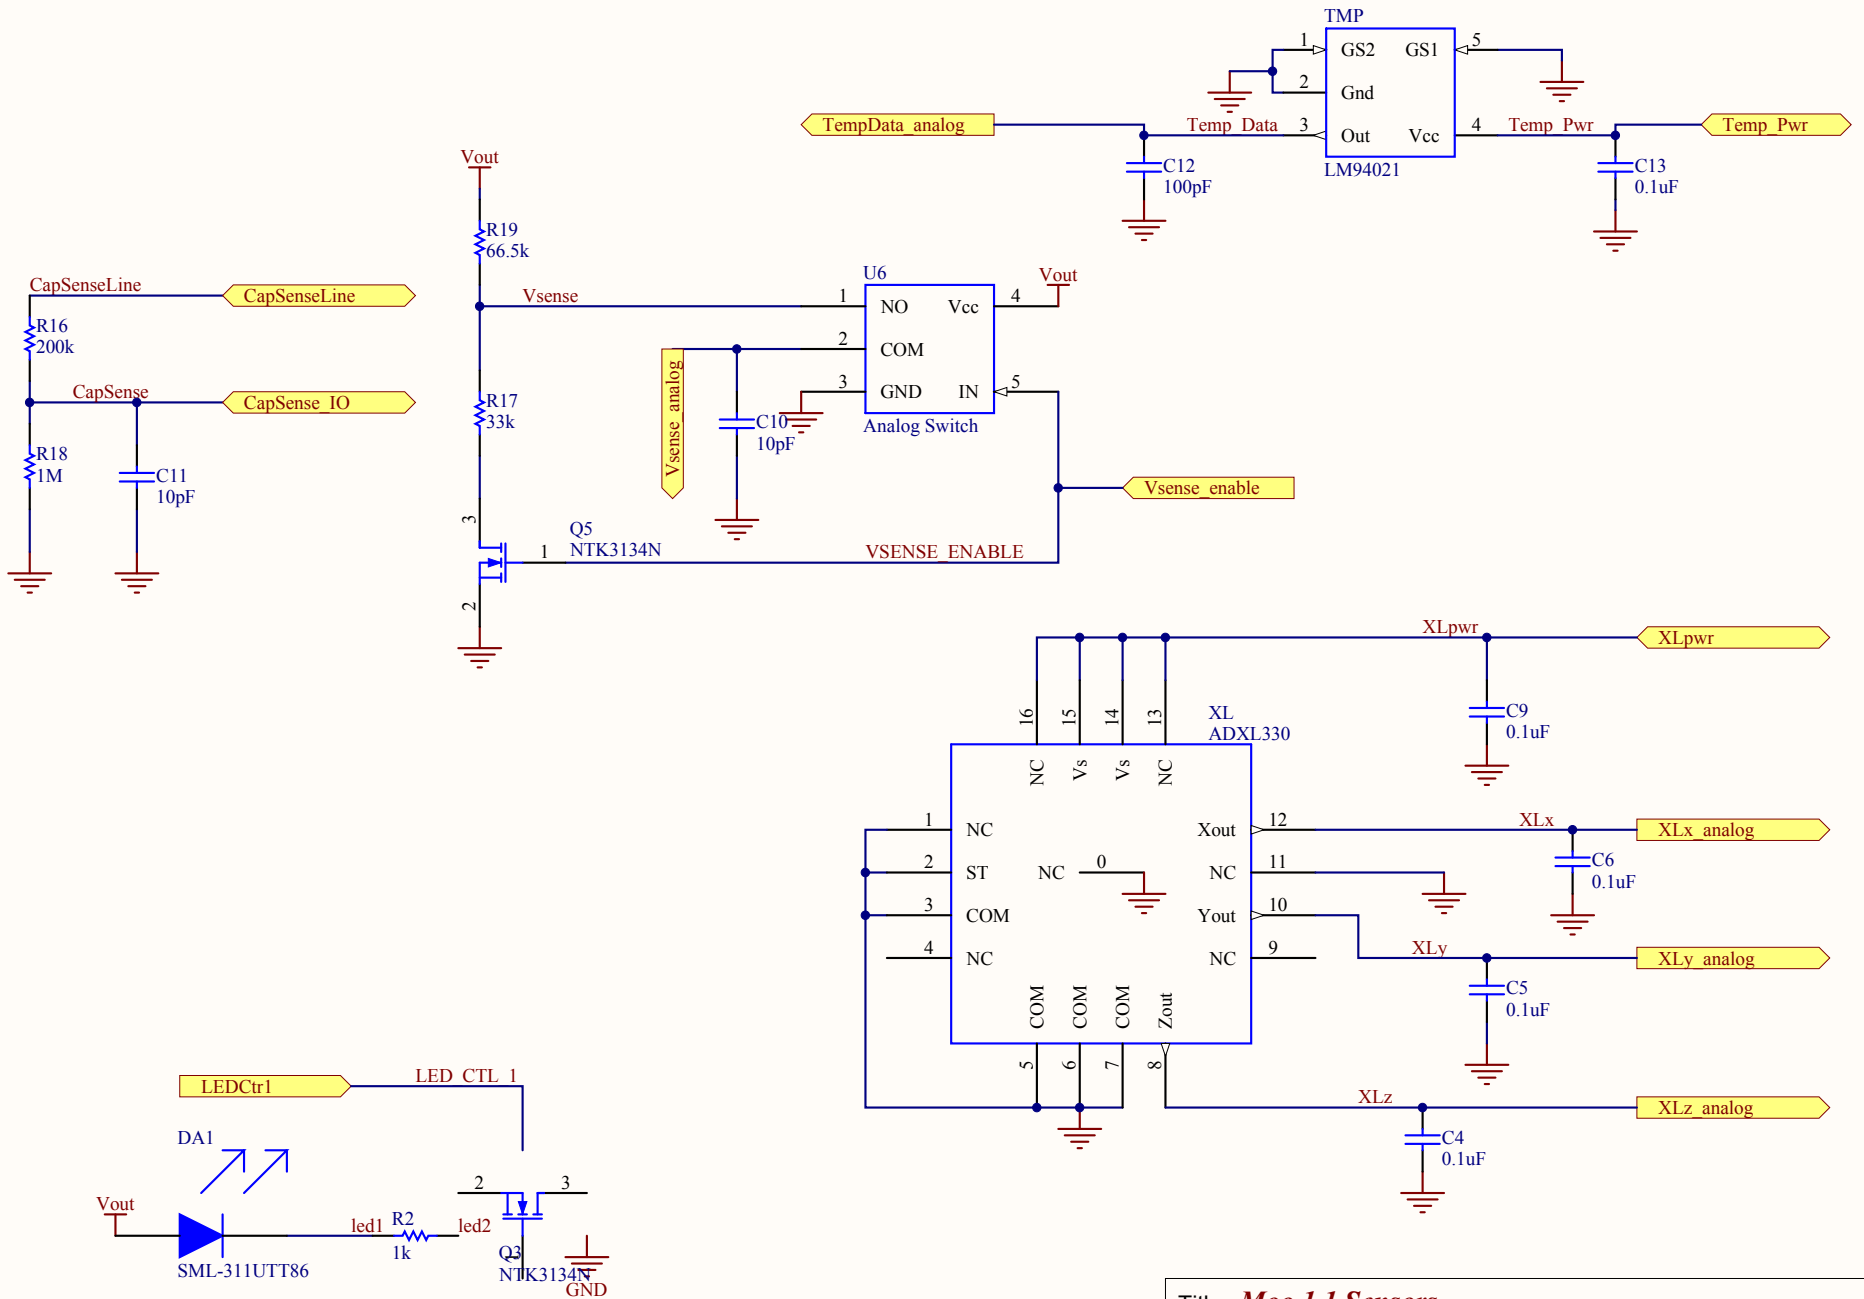 TMP
1
GS2
GS1
5
2
Gnd
TempData_analog
Temp_Data
3
Out
Vcc
4
Temp_Pwr
Temp_Pwr
LM94021
C12
100pF
C13
0.1uF
Vout
R19
66.5k
CapSenseLine
CapSenseLine
R16
200k
CapSense
CapSense_IO
R18
1M
C11
10pF
Vsense
U6
1
NO
Vcc
4
Vout
2
COM
3
GND
IN
5
Analog Switch
Vsense_analog
C10
10pF
R17
33k
Vsense_enable
3
Q5
NTK3134N
1
VSENSE_ENABLE
2
XLpwr
XLpwr
16
15
14
13
XL
ADXL330
C9
0.1uF
NC
Vs
Vs
NC
1
NC
Xout
12
XLx
XLx_analog
2
ST
NC
0
NC
11
C6
0.1uF
3
COM
Yout
10
4
NC
NC
9
XLy
XLy_analog
C5
0.1uF
COM
COM
COM
Zout
5
6
7
8
XLz
XLz_analog
C4
0.1uF
LEDCtr1
LED_CTL_1
DA1
2
3
Vout
led1
R2
led2
1k
SML-311UTT86
Q3
1
NTK3134N
GND